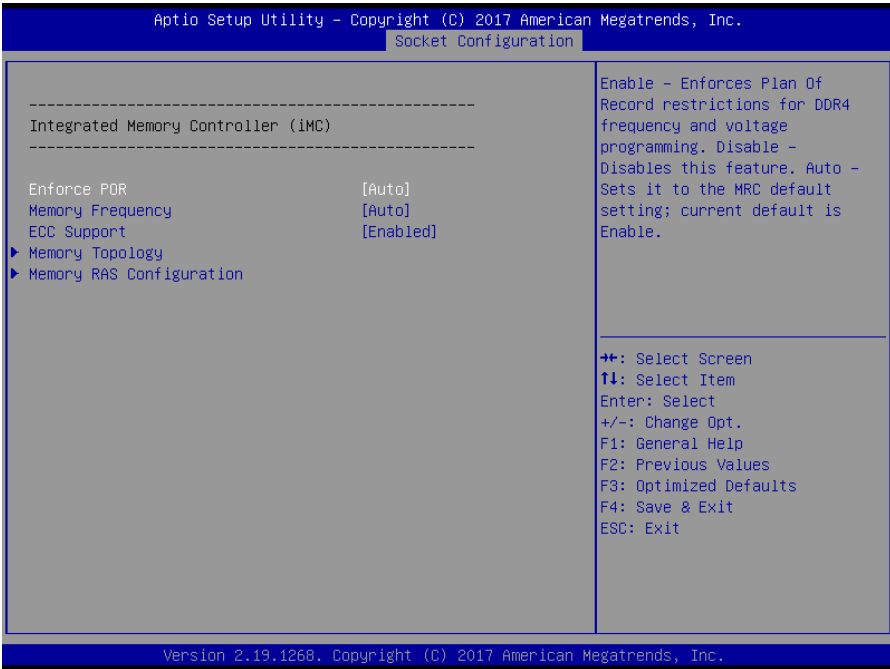 Aptio Setup Utility – Copyright (C) 2017 American Megatrends, Inc.
Socket Configuration
------------------------------------------------
Integrated Memory Controller (iMC)
------------------------------------------------
Enforce POR [Auto]
Memory Frequency [Auto]
ECC Support [Enabled]
Memory Topology
Memory RAS Configuration
Enable – Enforces Plan Of
Record restrictions for DDR4
frequency and voltage
programming. Disable –
Disables this feature. Auto –
Sets it to the MRC default
setting; current default is
Enable.
→←: Select Screen
↑↓: Select Item
Enter: Select
+/-: Change Opt.
F1: General Help
F2: Previous Values
F3: Optimized Defaults
F4: Save & Exit
ESC: Exit
Version 2.19.1268. Copyright (C) 2017 American Megatrends, Inc.